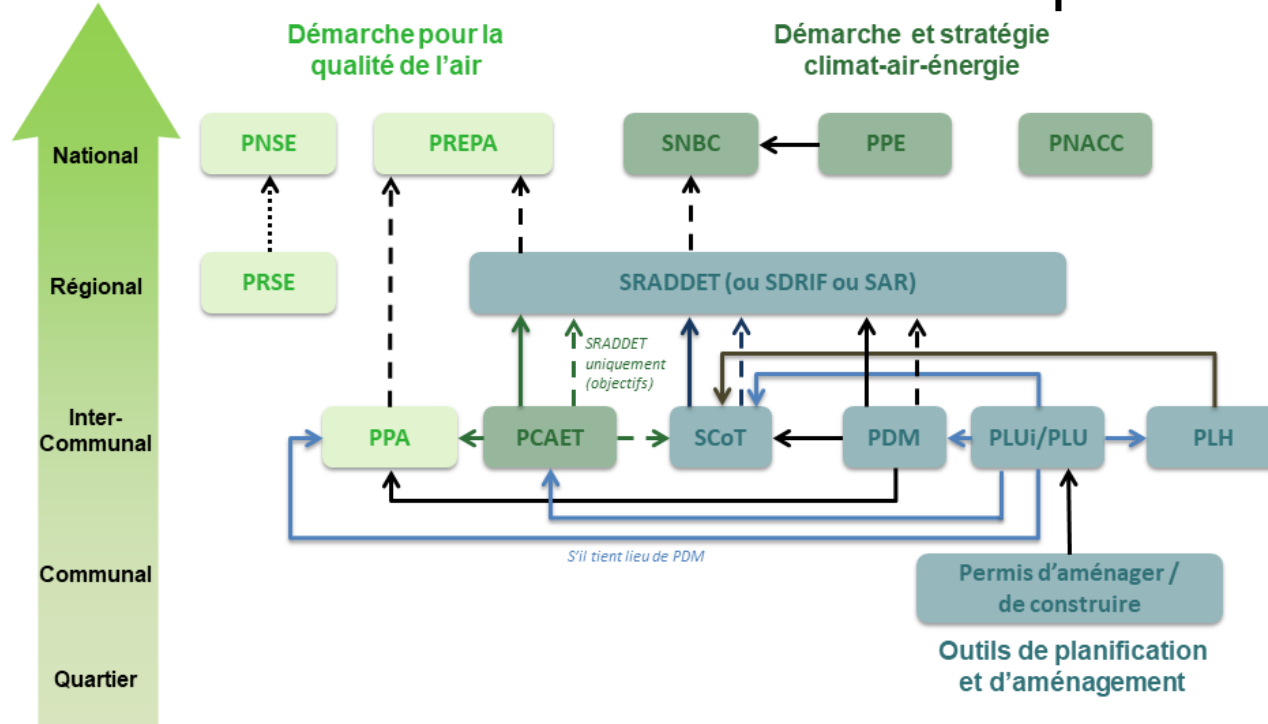 Démarche pour la
qualité de l'air
Démarche et stratégie
climat-air-énergie
National
PNSE
PREPA
SNBC
PPE
PNACC
Régional
PRSE
SRADDET (ou SDRIF ou SAR)
SRADDET
uniquement
(objectifs)
Inter-
Communal
PPA
PCAET
SCoT
PDM
PLUi/PLU
PLH
S'il tient lieu de PDM
Communal
Permis d'aménager /
de construire
Outils de planification
et d'aménagement
Quartier